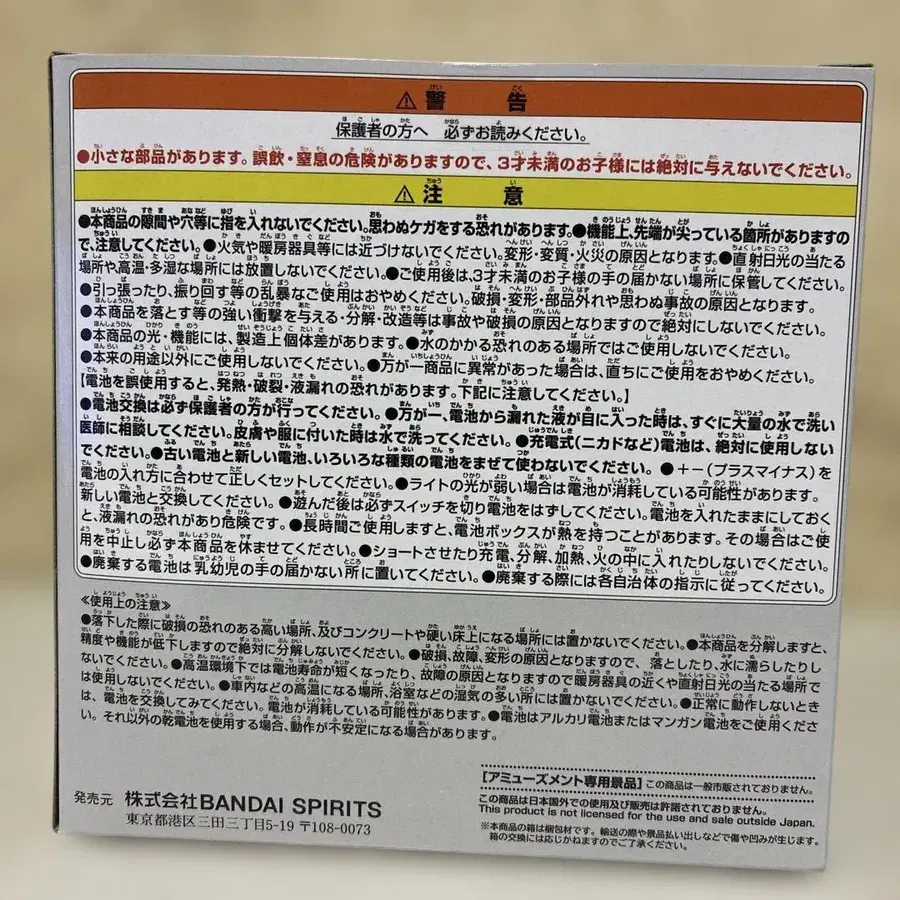 ⚠警告
保護者の方へ 必ずお読みください。
●小さな部品があります。誤飲・窒息の危険がありますので、3才未満のお子様には絶対に与えないでください。
⚠注意
●本商品の隙間や穴等に指を入れないでください。思わぬケガをする恐れがあります。●機能上、先端が尖っている箇所がありますの
で、注意してください。●火気や暖房器具等には近づけないでください。変形・変質・火災の原因となります。●直射日光の当たる
場所や、高温・多湿な場所には放置しないでください。●ご使用後は、3才未満のお子様の手の届かない場所に保管してください。
●引っ張ったり、振り回す等の乱暴なご使用はおやめください。破損・変形・部品外れや思わぬ事故の原因となります。
●本商品を落とす等の強い衝撃を与える・分解・改造等は事故や破損の原因となりますので絶対にしないでください。
●本商品の光・機能には、製造上個体差があります。●水のかかる恐れのある場所ではご使用しないでください。
●本来の用途以外にご使用しないでください。●万が一商品に異常があった場合は、直ちにご使用をおやめください。
【電池を誤使用すると、発熱・破裂・液漏れの恐れがあります。下記に注意してください。】
●電池交換は必ず保護者の方が行ってください。●万が一、電池から漏れた液が目に入った時は、すぐに大量の水で洗い
医師に相談してください。皮膚や服に付いた時は水で洗ってください。●充電式(ニカドなど)電池は、絶対に使用しない
でください。●古い電池と新しい電池、いろいろな種類の電池をまぜて使わないでください。●+-(プラスマイナス)を
電池の入れ方に合わせて正しくセットしてください。●ライトの光が弱い場合は電池が消耗している可能性があります。
新しい電池と交換してください。●遊んだ後は必ずスイッチを切り電池をはずしてください。電池を入れたままにしておく
と、液漏れの恐れがあり危険です。●長時間ご使用しますと、電池ボックスが熱を持つことがあります。その場合はご使
用を中止し必ず本商品を休ませてください。●ショートさせたり充電、分解、加熱、火の中に入れたりしないでください。
●廃棄する電池は乳幼児の手の届かない所に置いてください。●廃棄する際には各自治体の指示に従ってください。
≪使用上の注意≫
●落下した際に破損の恐れのある高い場所、及びコンクリートや硬い床上になる場所には置かないでください。●本商品を分解しますと、
精度や機能が低下しますので絶対に分解しないでください。●破損、故障、変形の原因となりますので、落としたり、水に濡らしたりし
ないでください。●高温環境下では電池寿命が短くなったり、故障の原因となりますので暖房器具の近くや直射日光の当たる場所で
は使用しないでください。●車内などの高温になる場所、浴室などの湿気の多い所には置かないでください。●正常に動作しないとき
は、電池を交換してみてください。電池が消耗している可能性があります。●電池はアルカリ電池またはマンガン電池をご使用くださ
い。それ以外の乾電池を使用する場合、動作が不安定になる場合があります。
【アミューズメント専用景品】この商品は一般市販されておりません。
この商品は日本国外での使用及び販売は許諾されておりません。
This product is not licensed for the use and sale outside Japan.
※本商品の箱は梱包材です。輸送の際や景品払い出しなどで傷や凹みが生じます。
箱の交換には応じかねますのでご了承ください。
発売元 株式会社BANDAI SPIRITS
東京都港区三田三丁目5-19 〒108-0073